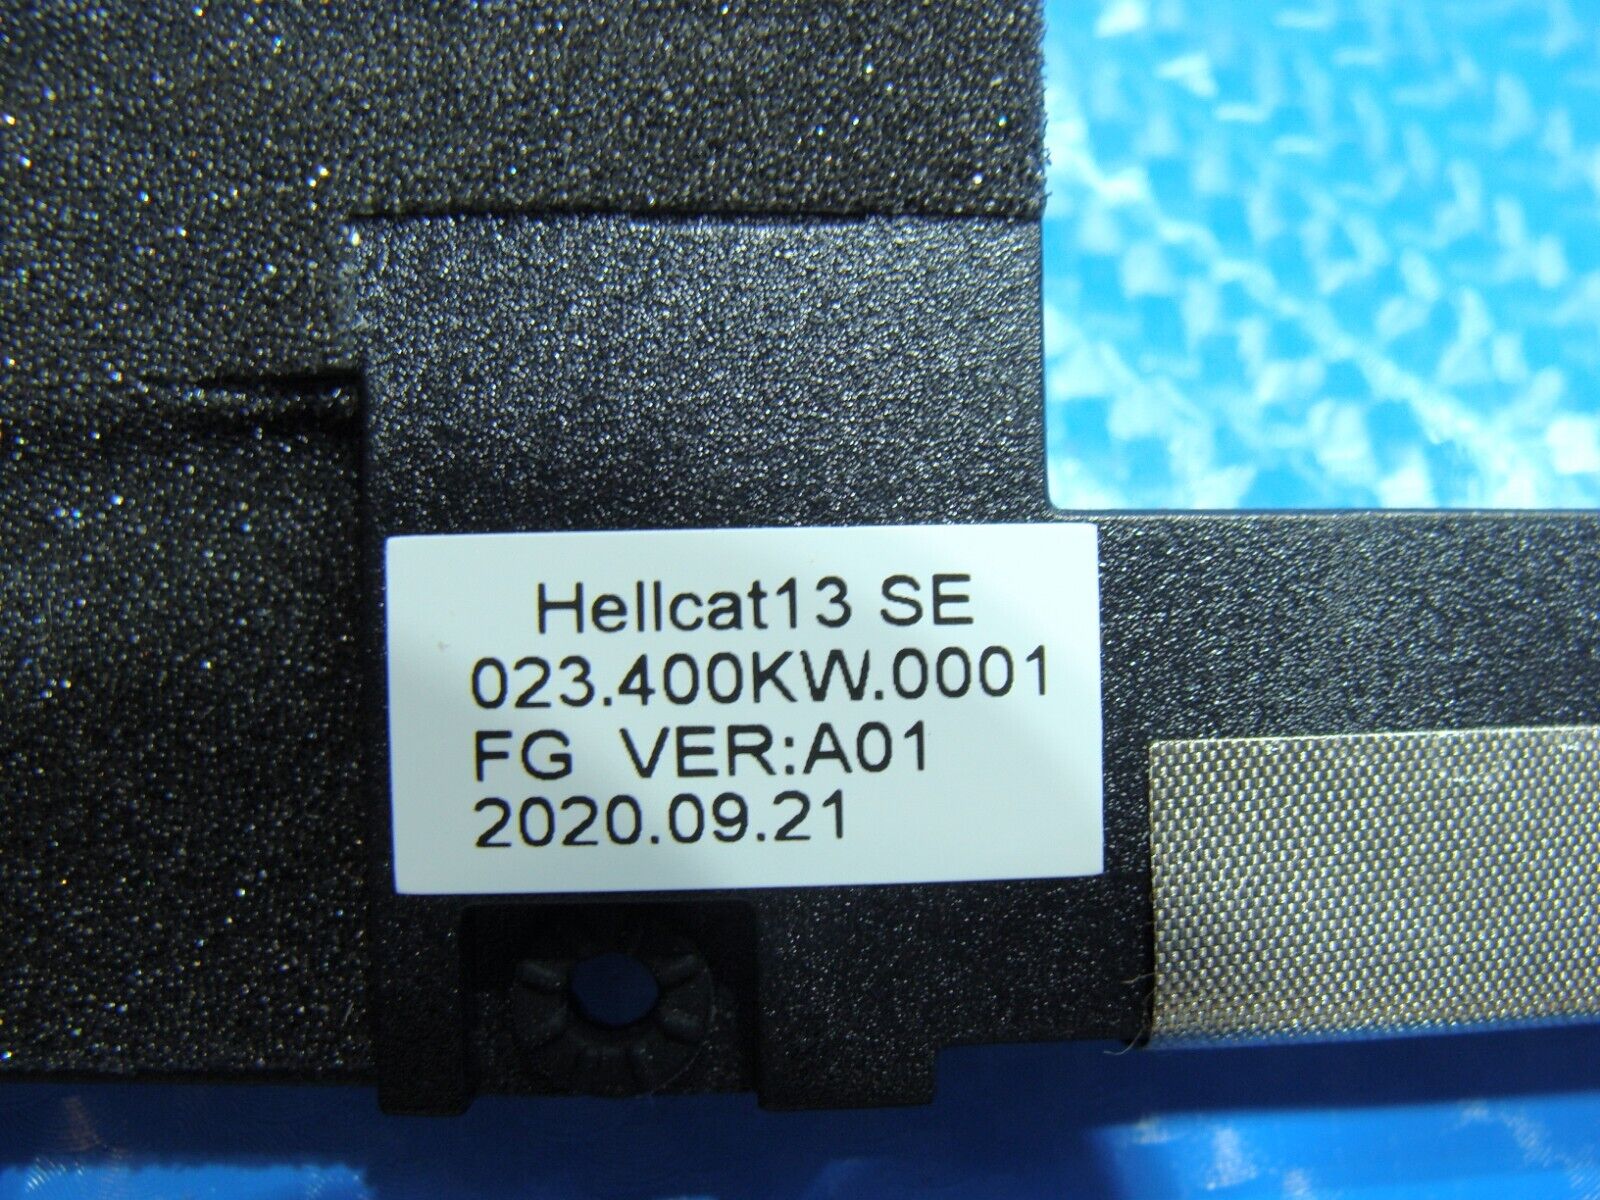 Hellcat13 SE
023.400KW.0001
FG VER:A01
2020.09.21